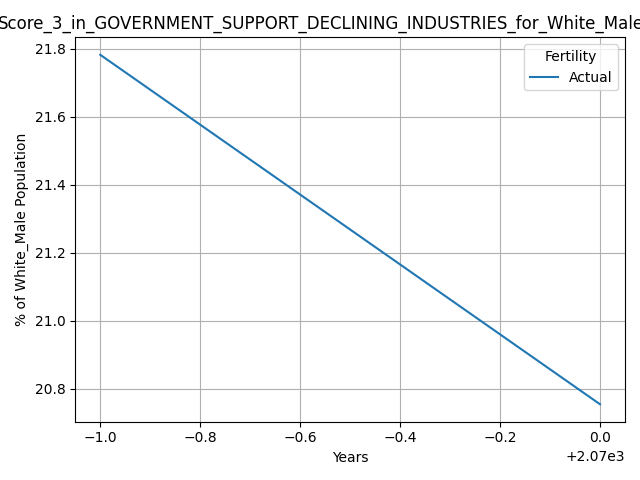 Score_3_in_GOVERNMENT_SUPPORT_DECLINING_INDUSTRIES_for_White_Male
Fertility
Actual
% of White_Male Population
21.8
21.6
21.4
21.2
21.0
20.8
−1.0 −0.8 −0.6 −0.4 −0.2 0.0
+2.07e3
Years